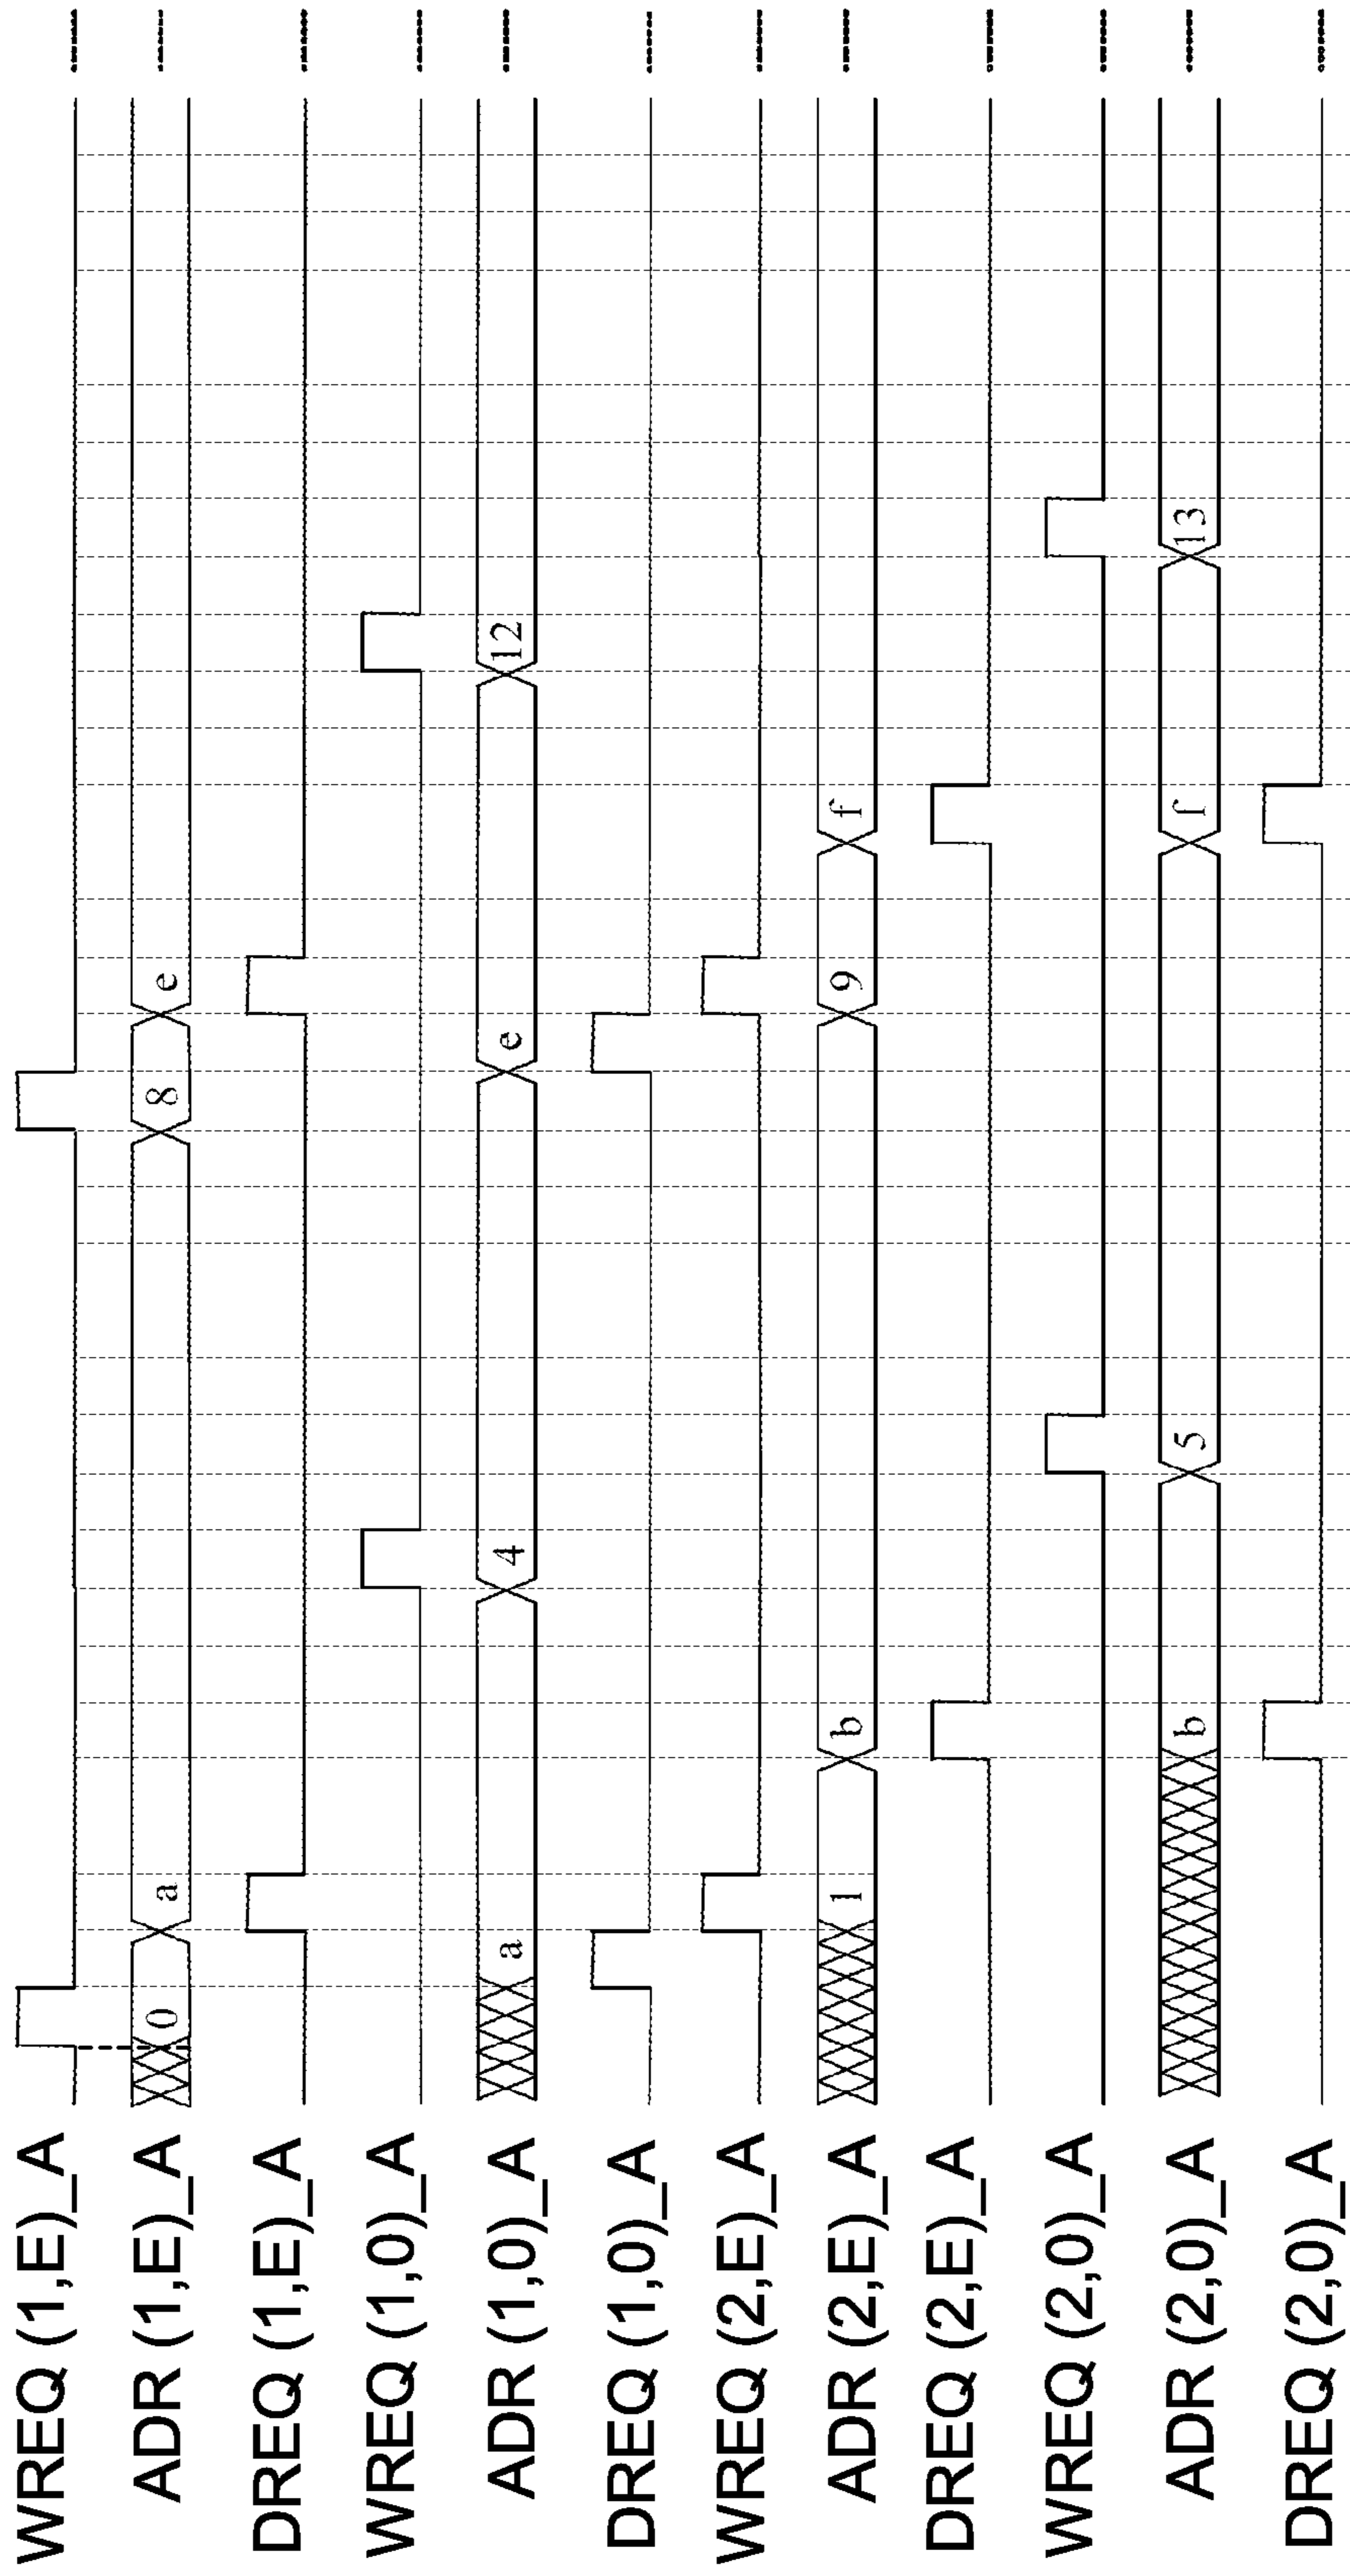 WREQ (1,E)_A
ADR (1,E)_A 0 a 8 e
DREQ (1,E)_A
WREQ (1,0)_A
ADR (1,0)_A a 4 e 12
DREQ (1,0)_A
WREQ (2,E)_A
ADR (2,E)_A 1 b 9 f
DREQ (2,E)_A
WREQ (2,0)_A
ADR (2,0)_A b 5 f 13
DREQ (2,0)_A